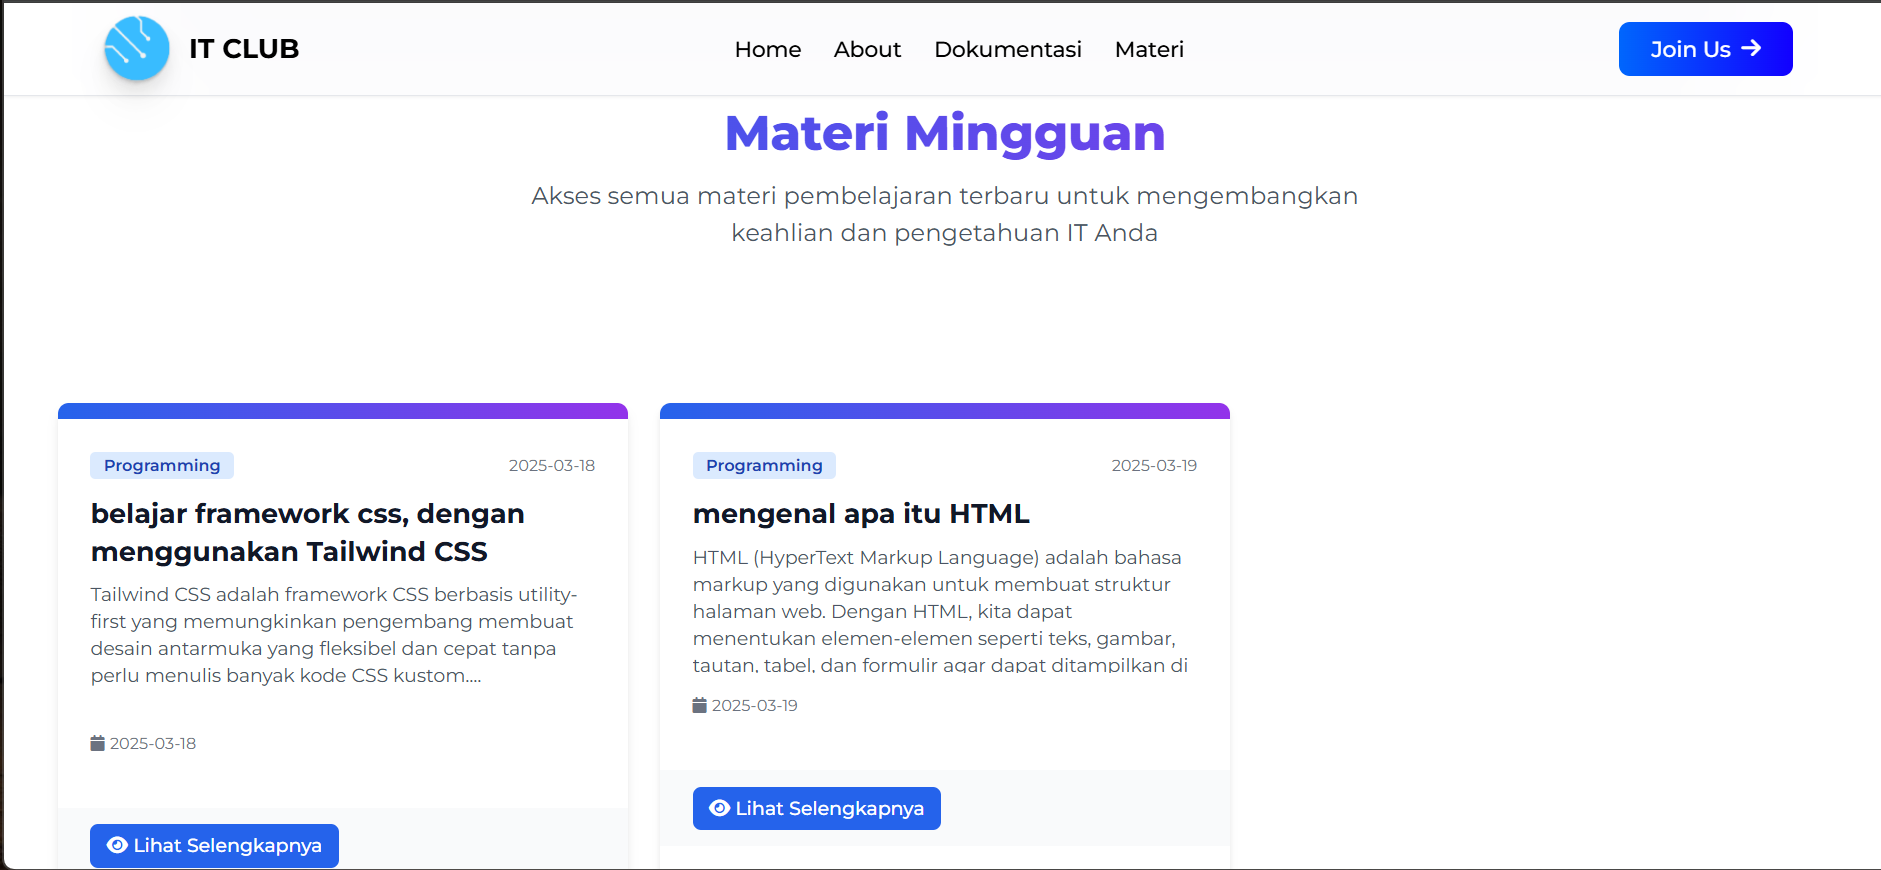 IT CLUB
Home
About
Dokumentasi
Materi
Join Us
Materi Mingguan
Akses semua materi pembelajaran terbaru untuk mengembangkan
keahlian dan pengetahuan IT Anda
Programming
2025-03-18
belajar framework css, dengan
menggunakan Tailwind CSS
Tailwind CSS adalah framework CSS berbasis utility-
first yang memungkinkan pengembang membuat
desain antarmuka yang fleksibel dan cepat tanpa
perlu menulis banyak kode CSS kustom....
2025-03-18
Lihat Selengkapnya
Programming
2025-03-19
mengenal apa itu HTML
HTML (HyperText Markup Language) adalah bahasa
markup yang digunakan untuk membuat struktur
halaman web. Dengan HTML, kita dapat
menentukan elemen-elemen seperti teks, gambar,
tautan, tabel, dan formulir agar dapat ditampilkan di
2025-03-19
Lihat Selengkapnya